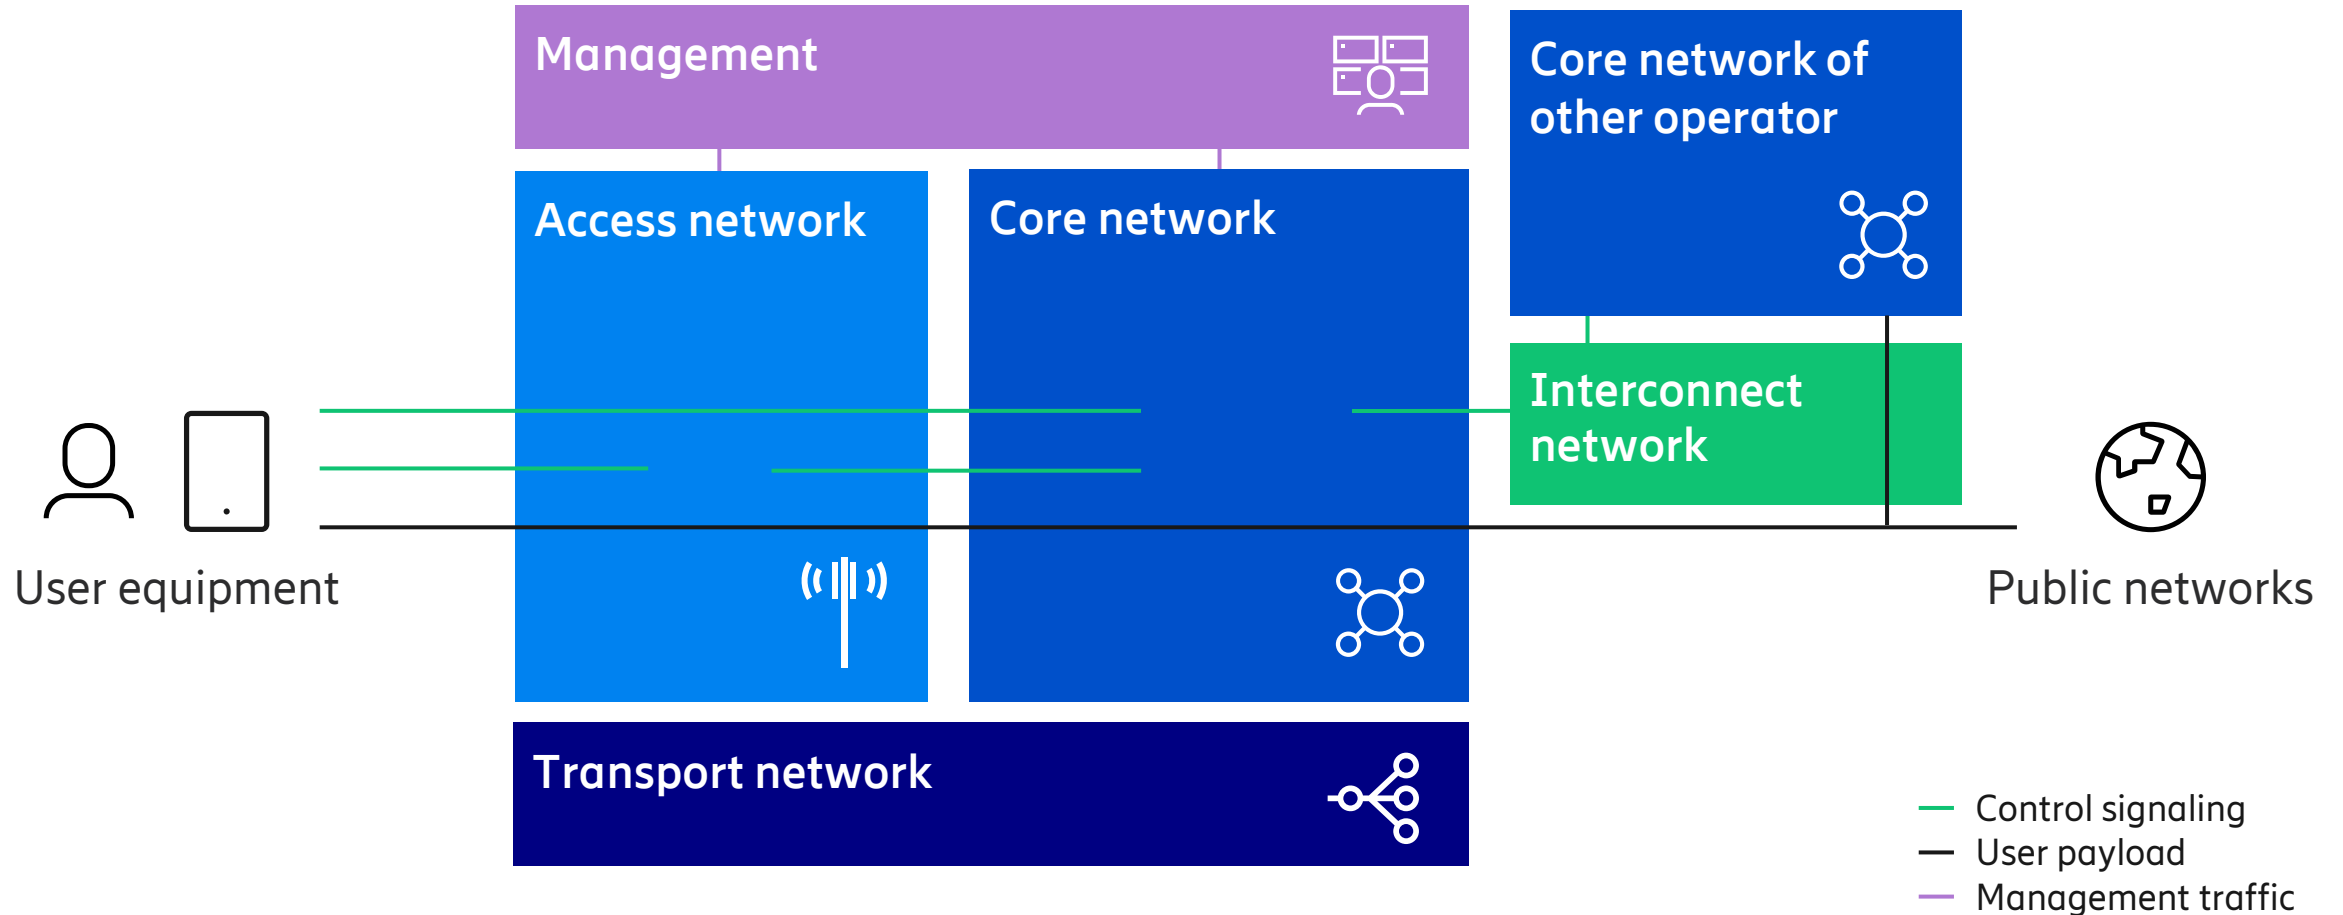 Management
Core network of
other operator
Access network
Core network
Interconnect
network
User equipment
Public networks
Transport network
Control signaling
User payload
Management traffic